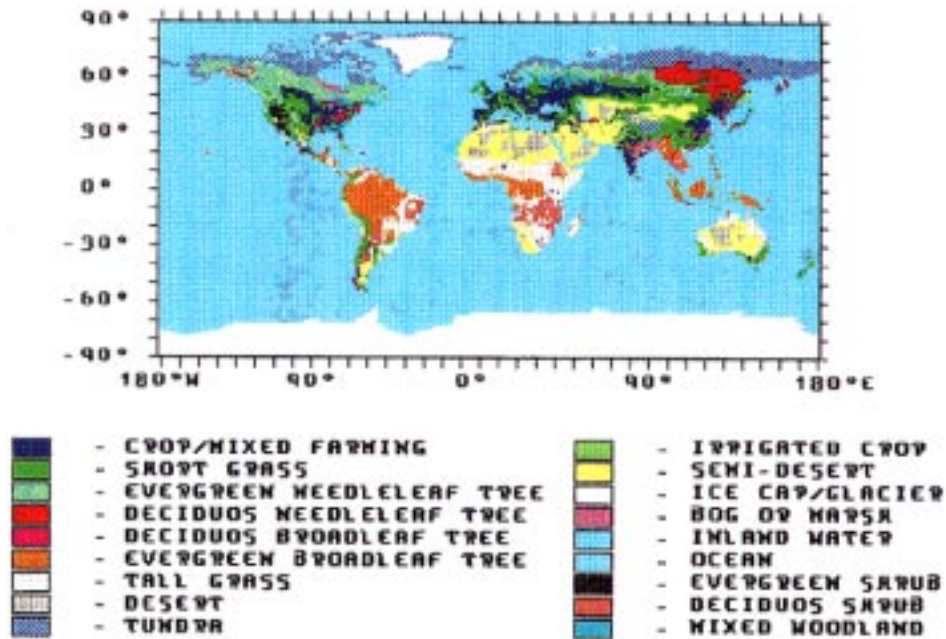 90°
60°
30°
0°
-30°
-60°
-90°
180°W 90° 0° 90° 180°E
- CROP/MIXED FARMING
- SHORT GRASS
- EVERGREEN NEEDLELEAF TREE
- DECIDUOS NEEDLELEAF TREE
- DECIDUOS BROADLEAF TREE
- EVERGREEN BROADLEAF TREE
- TALL GRASS
- DESERT
- TUNDRA
- IRRIGATED CROP
- SEMI-DESERT
- ICE CAP/GLACIER
- BOG OR MARSH
- INLAND WATER
- OCEAN
- EVERGREEN SHRUB
- DECIDUOS SHRUB
- MIXED WOODLAND